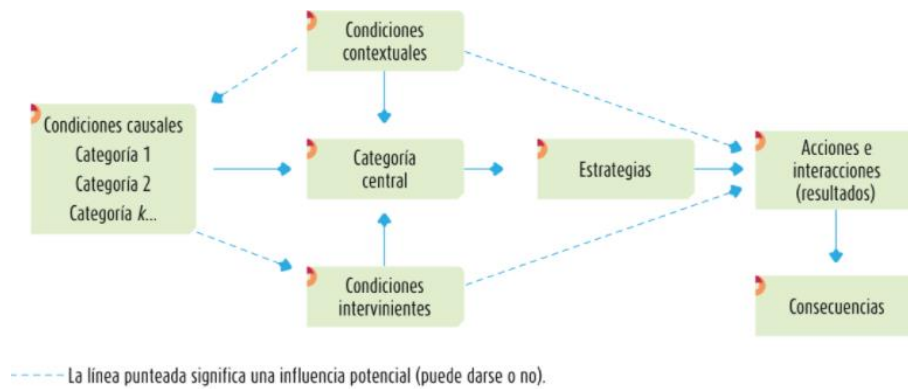 Condiciones
contextuales
Condiciones causales
Categoría 1
Categoría 2
Categoría k...
Categoría
central
Estrategias
Acciones e
interacciones
(resultados)
Condiciones
intervinientes
Consecuencias
La línea punteada significa una influencia potencial (puede darse o no).